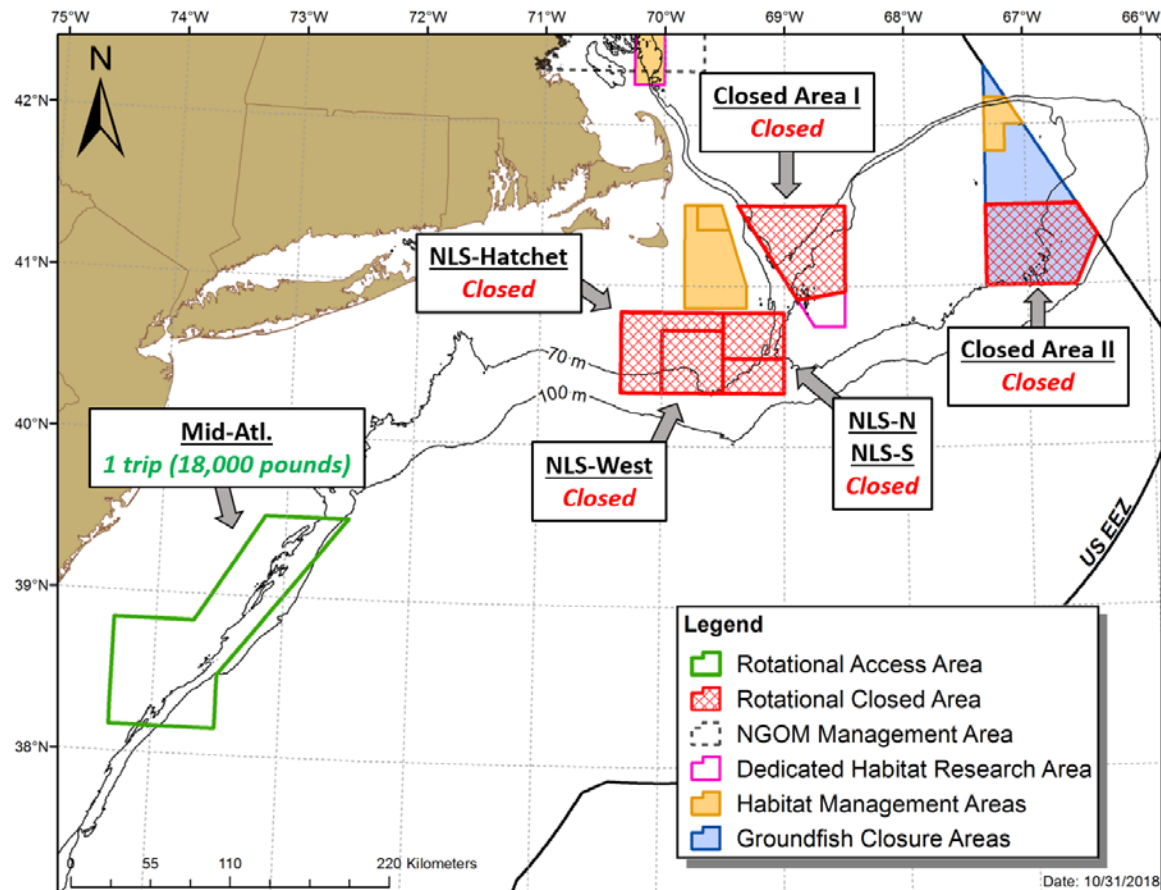 75°W
74°W
73°W
72°W
71°W
70°W
69°W
68°W
67°W
66°W
N
42°N
41°N
40°N
39°N
38°N
Closed Area I
Closed
NLS-Hatchet
Closed
70 m
100 m
Closed Area II
Closed
Mid-Atl.
1 trip (18,000 pounds)
NLS-West
Closed
NLS-N
NLS-S
Closed
US EEZ
Legend
Rotational Access Area
Rotational Closed Area
NGOM Management Area
Dedicated Habitat Research Area
Habitat Management Areas
Groundfish Closure Areas
0 55 110 220 Kilometers
Date: 10/31/2018